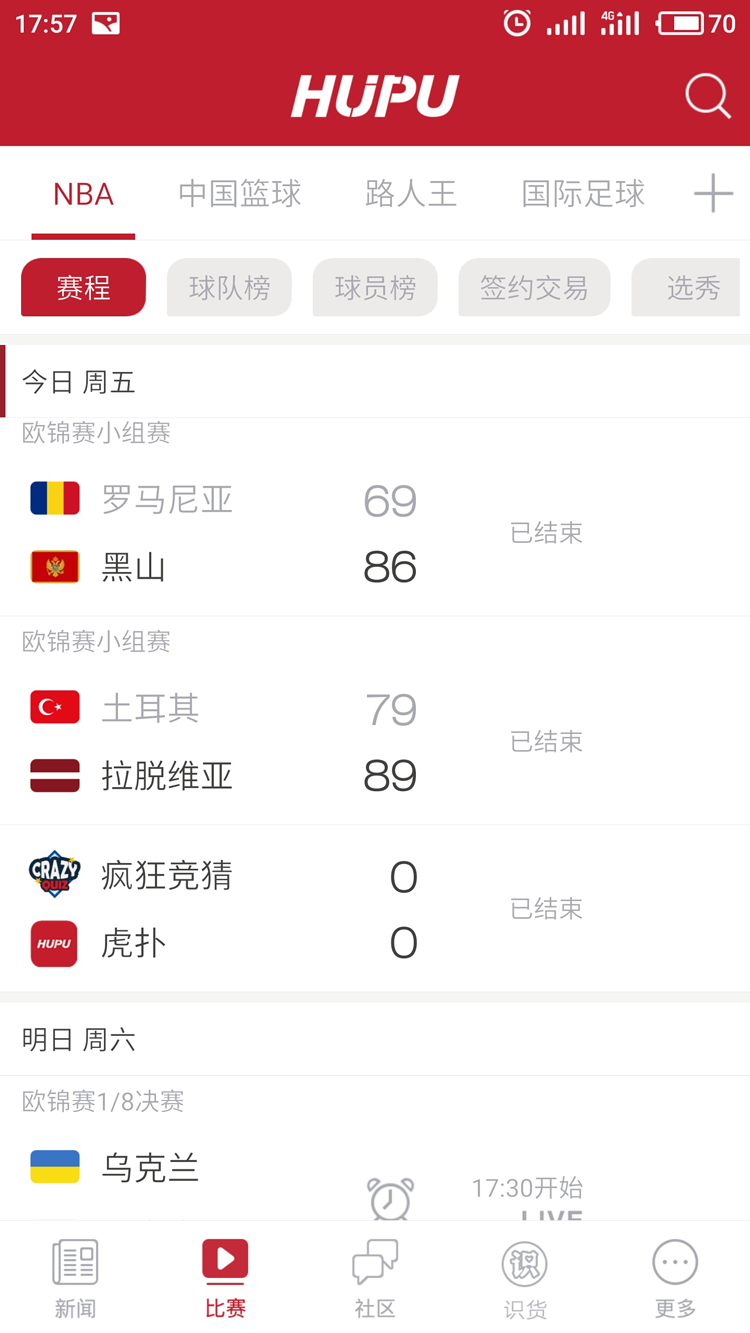 17:57
4G
70
HUPU
NBA 中国篮球 路人王 国际足球
赛程 球队榜 球员榜 签约交易 选秀
今日 周五
欧锦赛小组赛
罗马尼亚 69
已结束
黑山 86
欧锦赛小组赛
土耳其 79
已结束
拉脱维亚 89
CRAZY QUIZ 疯狂竞猜 0
已结束
HUPU 虎扑 0
明日 周六
欧锦赛1/8决赛
乌克兰
17:30开始
LIVE
识
新闻 比赛 社区 识货 更多